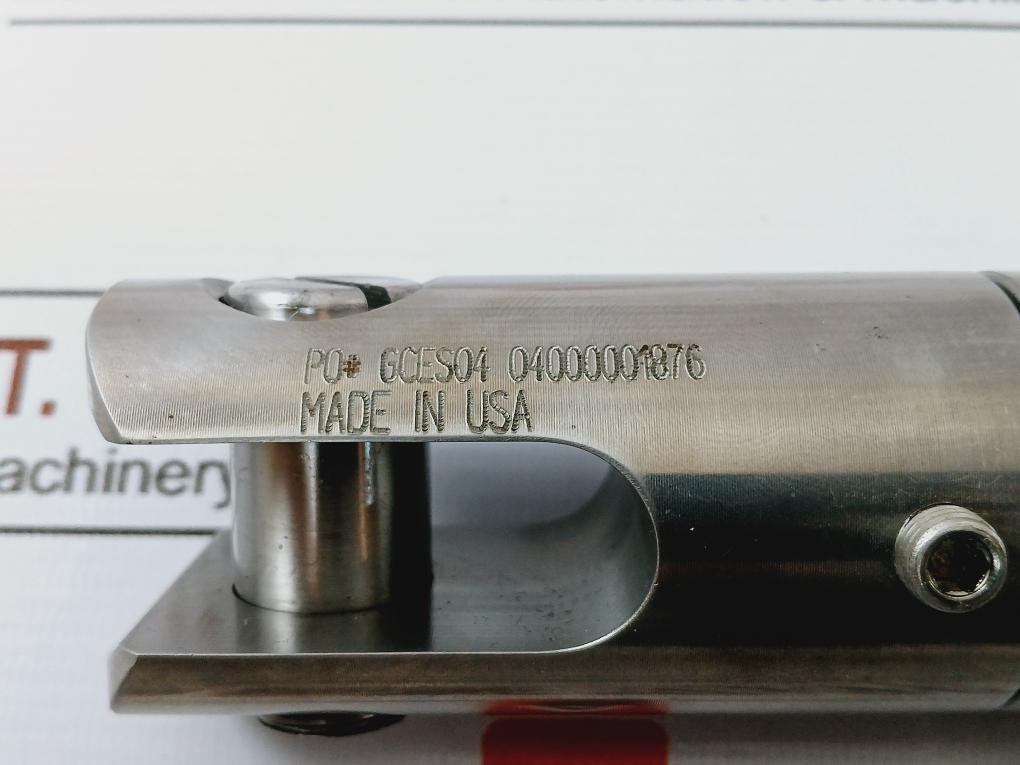 PO# GCES04 04000001876
MADE IN USA
T.
achinery